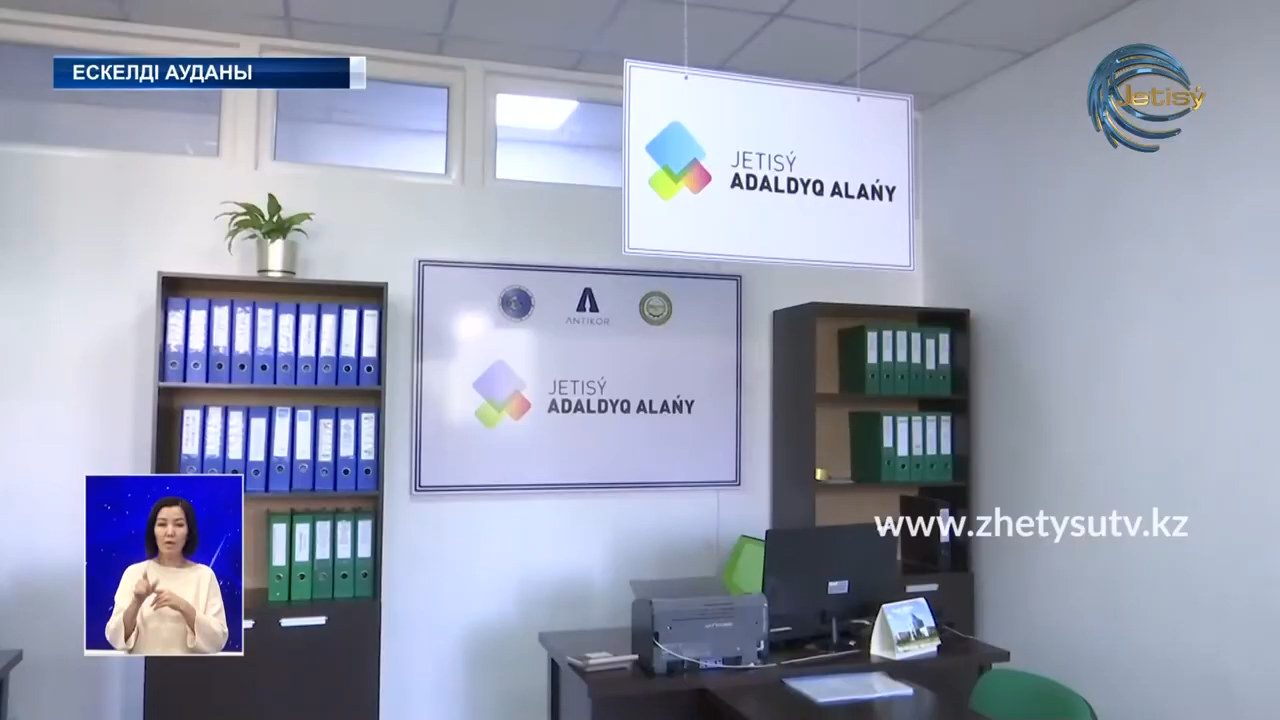 ЕСКЕЛДІ АУДАНЫ
Jetisý
JETISÝ
ADALDYQ ALAŃY
ANTIKOR
JETISÝ
ADALDYQ ALAŃY
www.zhetysutv.kz